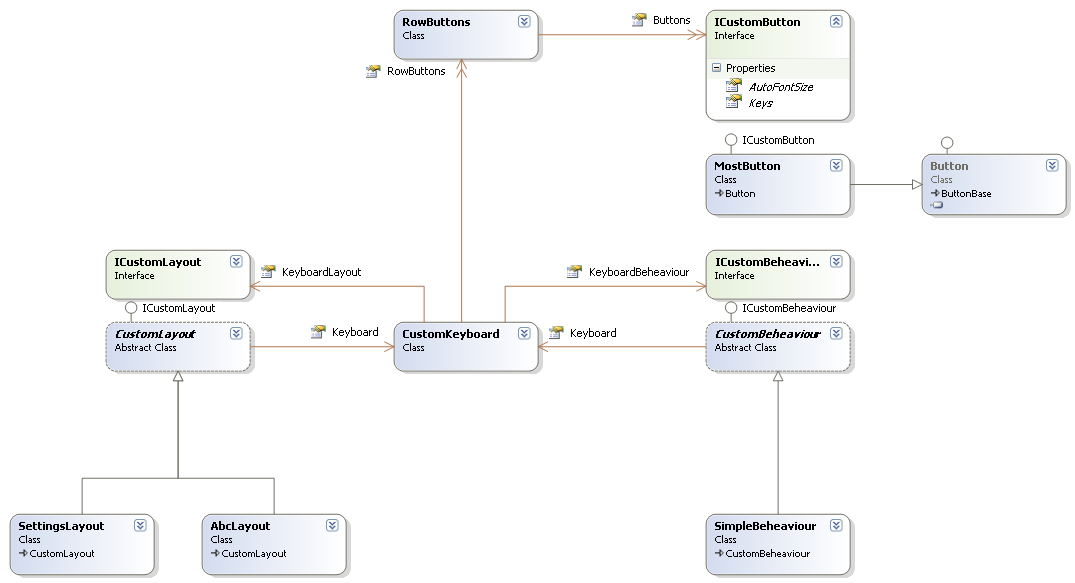 RowButtons
Class
Buttons
ICustomButton
Interface
Properties
AutoFontSize
Keys
RowButtons
ICustomButton
MostButton
Class
Button
Button
Class
ButtonBase
ICustomLayout
Interface
KeyboardLayout
KeyboardBeheaviour
ICustomBeheavi...
Interface
ICustomLayout
CustomLayout
Abstract Class
Keyboard
CustomKeyboard
Class
Keyboard
ICustomBeheaviour
CustomBeheaviour
Abstract Class
SettingsLayout
Class
CustomLayout
AbcLayout
Class
CustomLayout
SimpleBeheaviour
Class
CustomBeheaviour